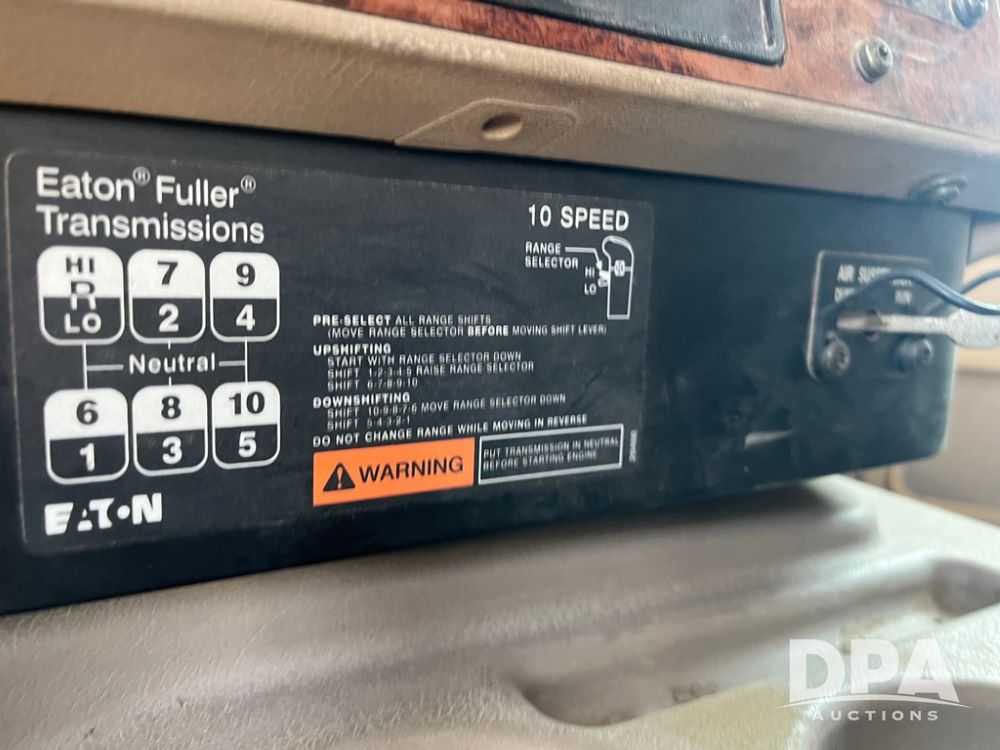 Eaton® Fuller®
Transmissions
10 SPEED
HI
R
LO
7
2
9
4
Neutral
6
1
8
3
10
5
EATON
RANGE
SELECTOR
HI
LO
PRE-SELECT ALL RANGE SHIFTS
(MOVE RANGE SELECTOR BEFORE MOVING SHIFT LEVER)
UPSHIFTING
START WITH RANGE SELECTOR DOWN
SHIFT 1-2-3-4-5 RAISE RANGE SELECTOR
SHIFT 6-7-8-9-10
DOWNSHIFTING
SHIFT 10-9-8-7-6 MOVE RANGE SELECTOR DOWN
SHIFT 5-4-3-2-1
DO NOT CHANGE RANGE WHILE MOVING IN REVERSE
WARNING
PUT TRANSMISSION IN NEUTRAL
BEFORE STARTING ENGINE
AIR
RUN
DPA
AUCTIONS